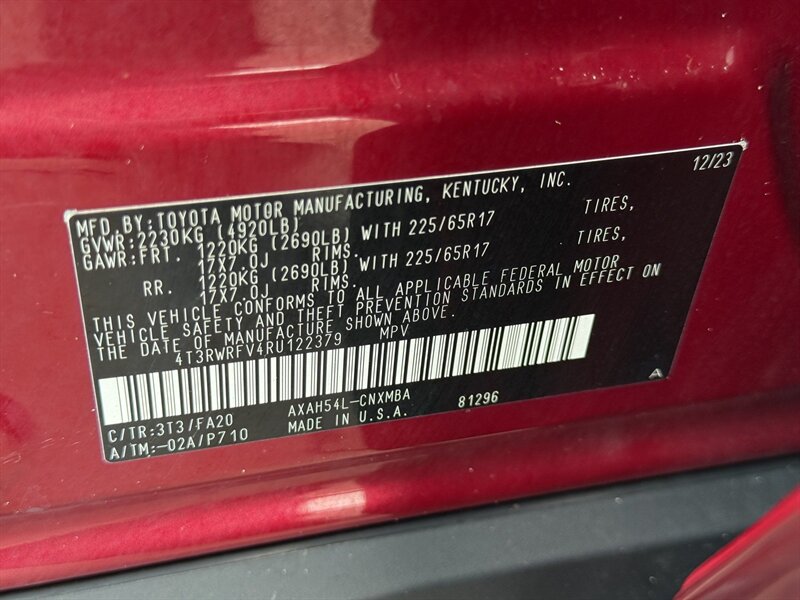 12/23
MFD.BY:TOYOTA MOTOR MANUFACTURING, KENTUCKY, INC.
GVWR:2230KG (4920LB)
GAWR:FRT. 1220KG (2690LB) WITH 225/65R17 TIRES,
17X7.0J RIMS.
RR. 1220KG (2690LB) WITH 225/65R17 TIRES,
17X7.0J RIMS.
THIS VEHICLE CONFORMS TO ALL APPLICABLE FEDERAL MOTOR
VEHICLE SAFETY AND THEFT PREVENTION STANDARDS IN EFFECT ON
THE DATE OF MANUFACTURE SHOWN ABOVE.
4T3RWRFV4RU122379 MPV
C/TR:3T3/FA20 AXAH54L-CNXMBA 81296 A
A/TM:-02A/P710 MADE IN U.S.A.